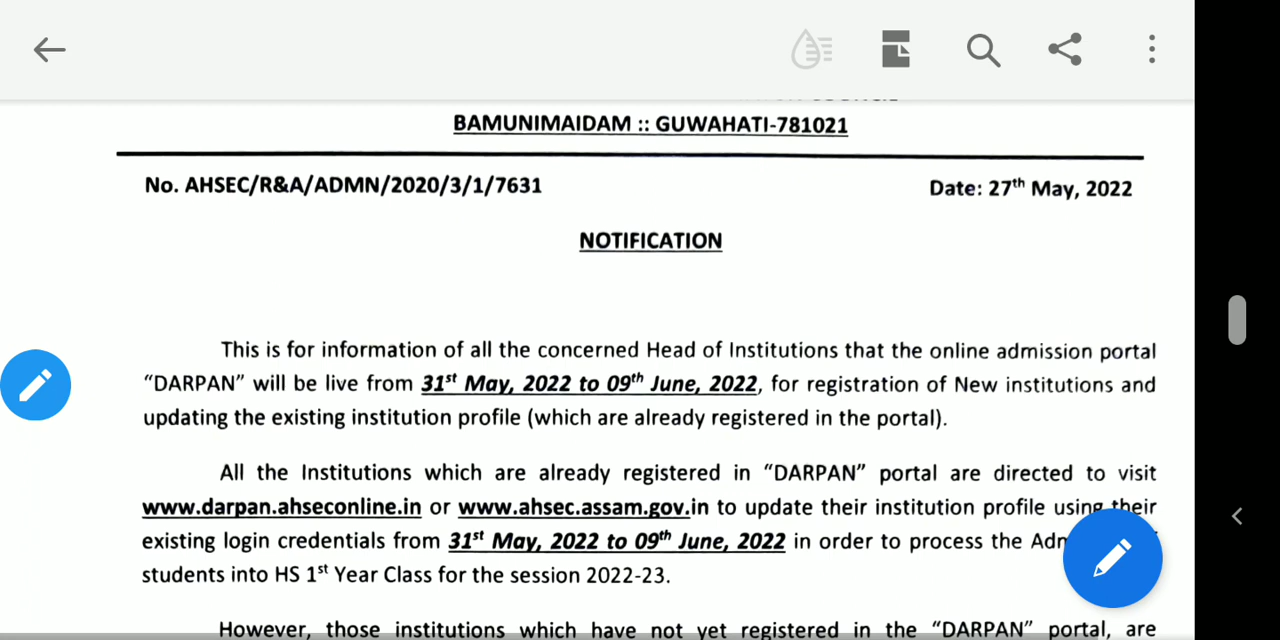 BAMUNIMAIDAM :: GUWAHATI-781021
No. AHSEC/R&A/ADMN/2020/3/1/7631 Date: 27th May, 2022
NOTIFICATION
This is for information of all the concerned Head of Institutions that the online admission portal
“DARPAN” will be live from 31st May, 2022 to 09th June, 2022, for registration of New institutions and
updating the existing institution profile (which are already registered in the portal).
All the Institutions which are already registered in “DARPAN” portal are directed to visit
www.darpan.ahseconline.in or www.ahsec.assam.gov.in to update their institution profile using their
existing login credentials from 31st May, 2022 to 09th June, 2022 in order to process the
students into HS 1st Year Class for the session 2022-23.
However, those institutions which have not yet registered in the “DARPAN” portal, are